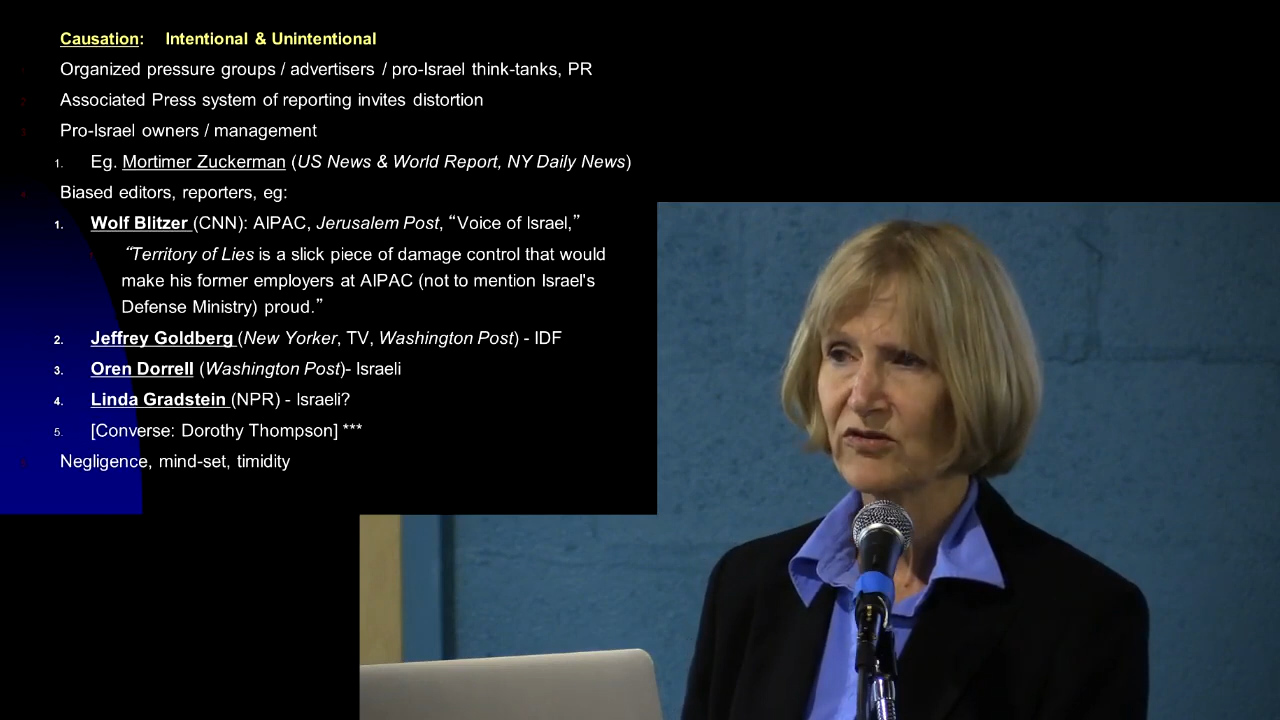 Causation: Intentional & Unintentional
Organized pressure groups / advertisers / pro-Israel think-tanks, PR
2. Associated Press system of reporting invites distortion
3. Pro-Israel owners / management
1. Eg. Mortimer Zuckerman (US News & World Report, NY Daily News)
Biased editors, reporters, eg:
1. Wolf Blitzer (CNN): AIPAC, Jerusalem Post, “Voice of Israel,”
“Territory of Lies is a slick piece of damage control that would
make his former employers at AIPAC (not to mention Israel's
Defense Ministry) proud.”
2. Jeffrey Goldberg (New Yorker, TV, Washington Post) - IDF
3. Oren Dorrell (Washington Post)- Israeli
4. Linda Gradstein (NPR) - Israeli?
5. [Converse: Dorothy Thompson] ***
Negligence, mind-set, timidity